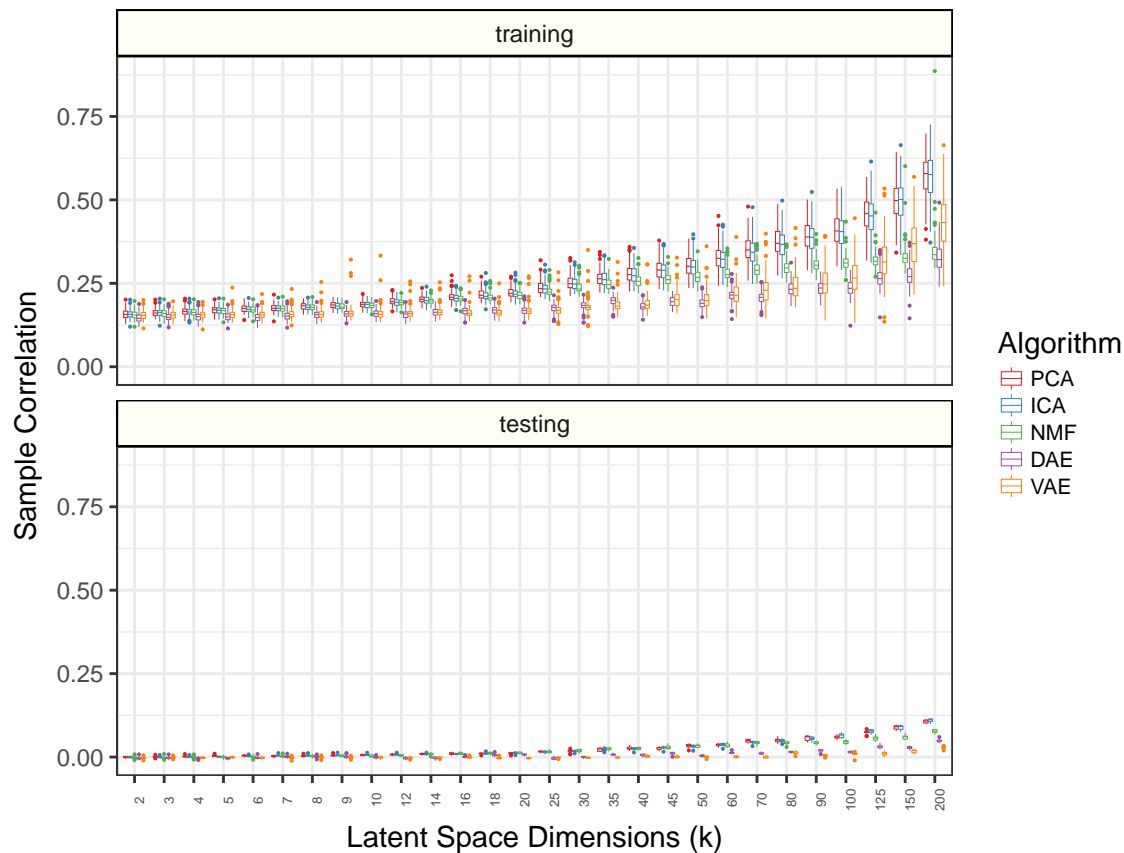 training
0.75
0.50
0.25
0.00
testing
0.75
0.50
0.25
0.00
Sample Correlation
2 3 4 5 6 7 8 9 10 12 14 16 18 20 25 30 35 40 45 50 60 70 80 90 100 125 150 200
Latent Space Dimensions (k)
Algorithm
PCA
ICA
NMF
DAE
VAE